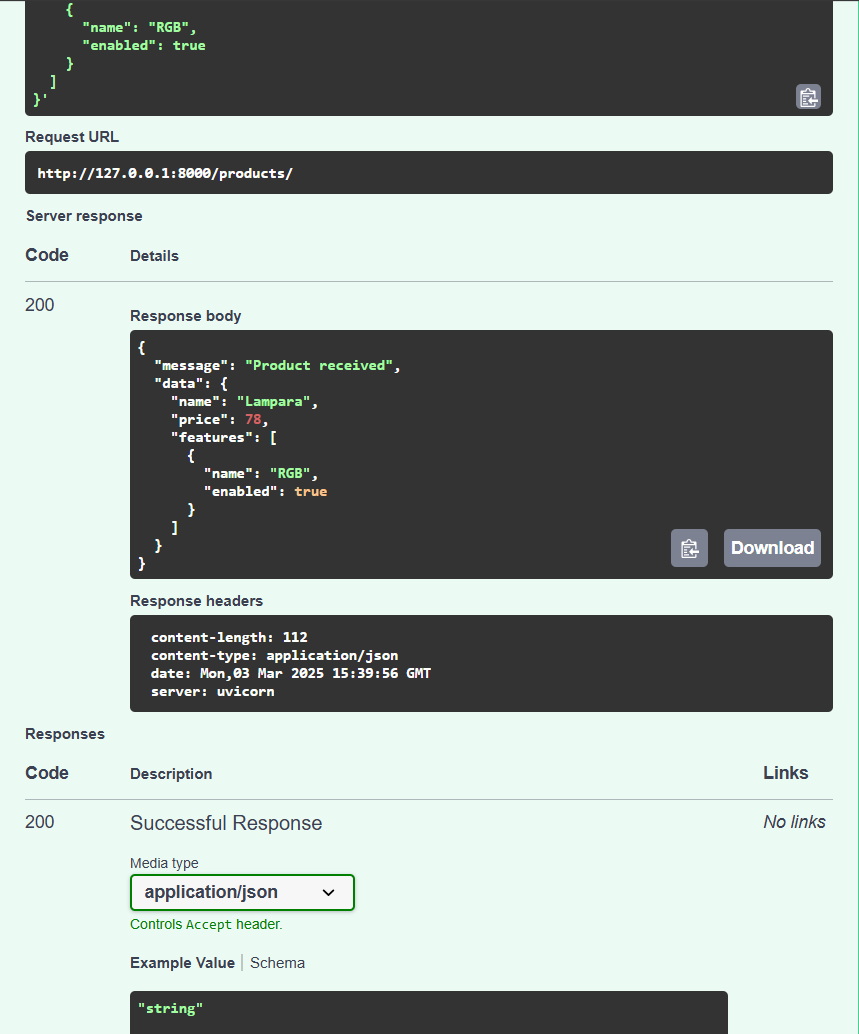 {
"name": "RGB",
"enabled": true
}
]
}'
Request URL
http://127.0.0.1:8000/products/
Server response
Code Details
200
Response body
{
"message": "Product received",
"data": {
"name": "Lampara",
"price": 78,
"features": [
{
"name": "RGB",
"enabled": true
}
]
}
}
Download
Response headers
content-length: 112
content-type: application/json
date: Mon,03 Mar 2025 15:39:56 GMT
server: uvicorn
Responses
Code Description Links
200 Successful Response No links
Media type
application/json
Controls Accept header.
Example Value | Schema
"string"